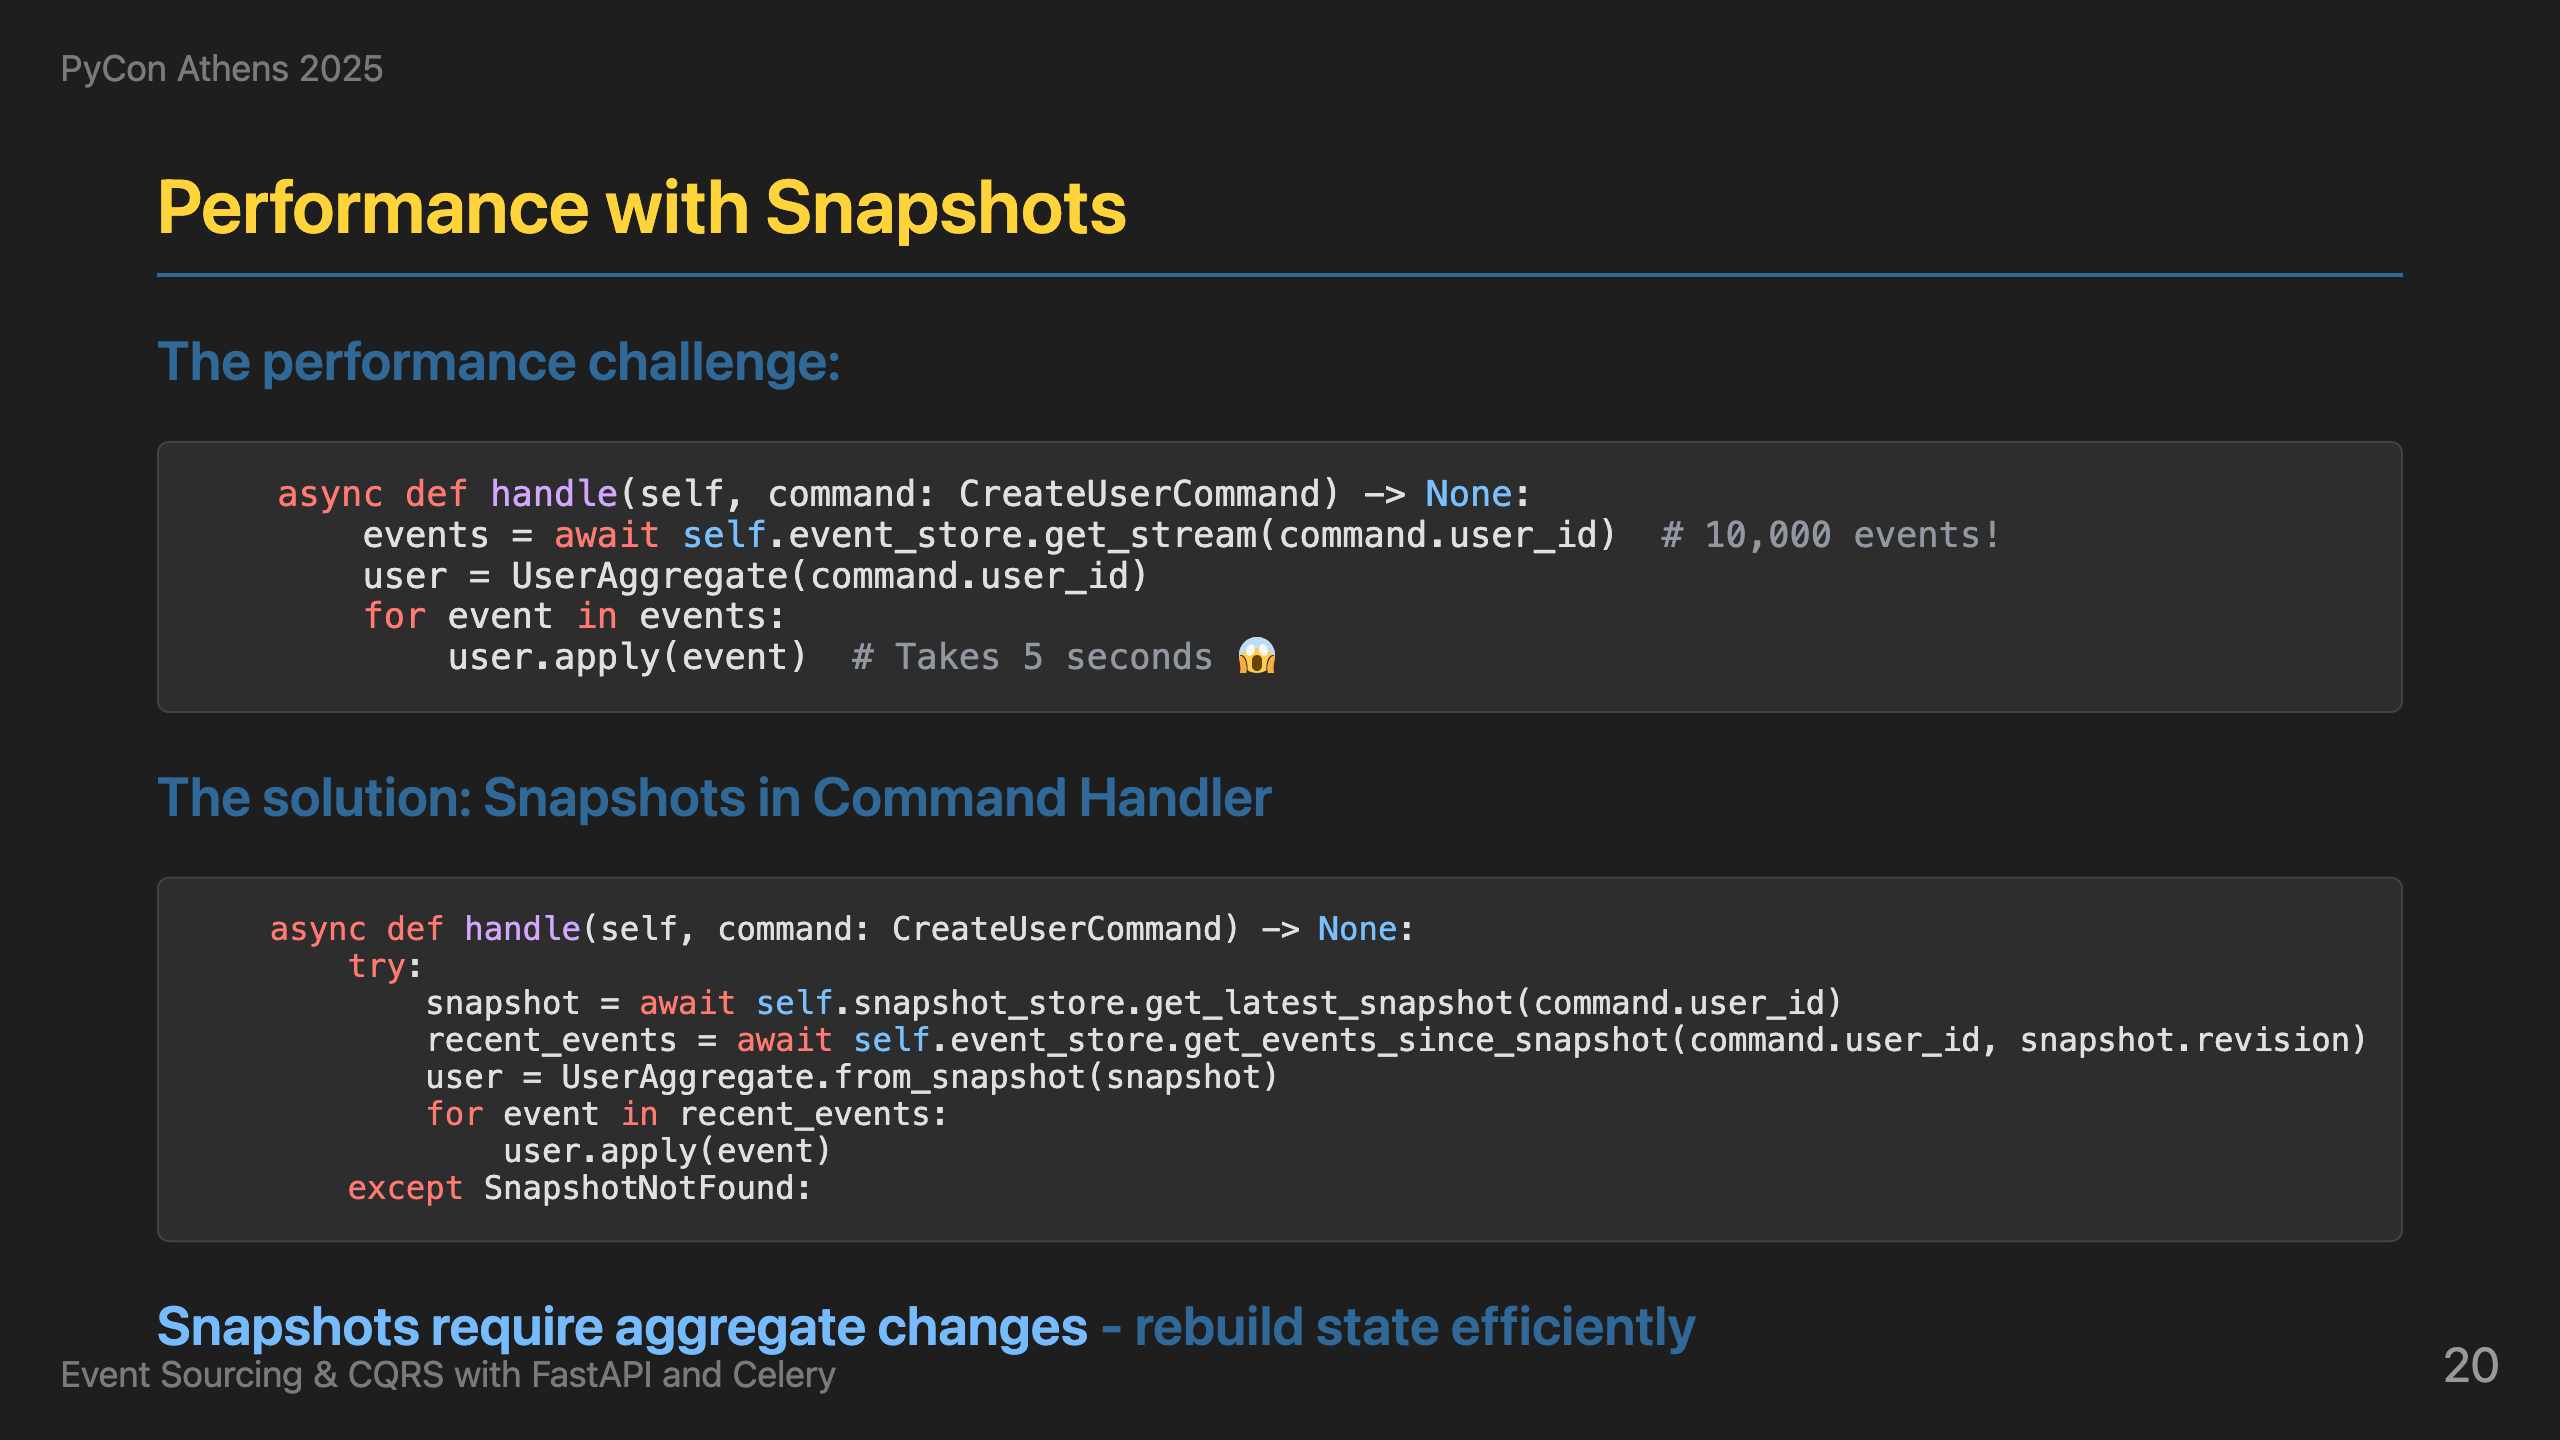 PyCon Athens 2025
Performance with Snapshots
The performance challenge:
async def handle(self, command: CreateUserCommand) -> None:
    events = await self.event_store.get_stream(command.user_id)  # 10,000 events!
    user = UserAggregate(command.user_id)
    for event in events:
        user.apply(event)  # Takes 5 seconds 😱
The solution: Snapshots in Command Handler
async def handle(self, command: CreateUserCommand) -> None:
    try:
        snapshot = await self.snapshot_store.get_latest_snapshot(command.user_id)
        recent_events = await self.event_store.get_events_since_snapshot(command.user_id, snapshot.revision)
        user = UserAggregate.from_snapshot(snapshot)
        for event in recent_events:
            user.apply(event)
    except SnapshotNotFound:
Snapshots require aggregate changes - rebuild state efficiently
Event Sourcing & CQRS with FastAPI and Celery
20